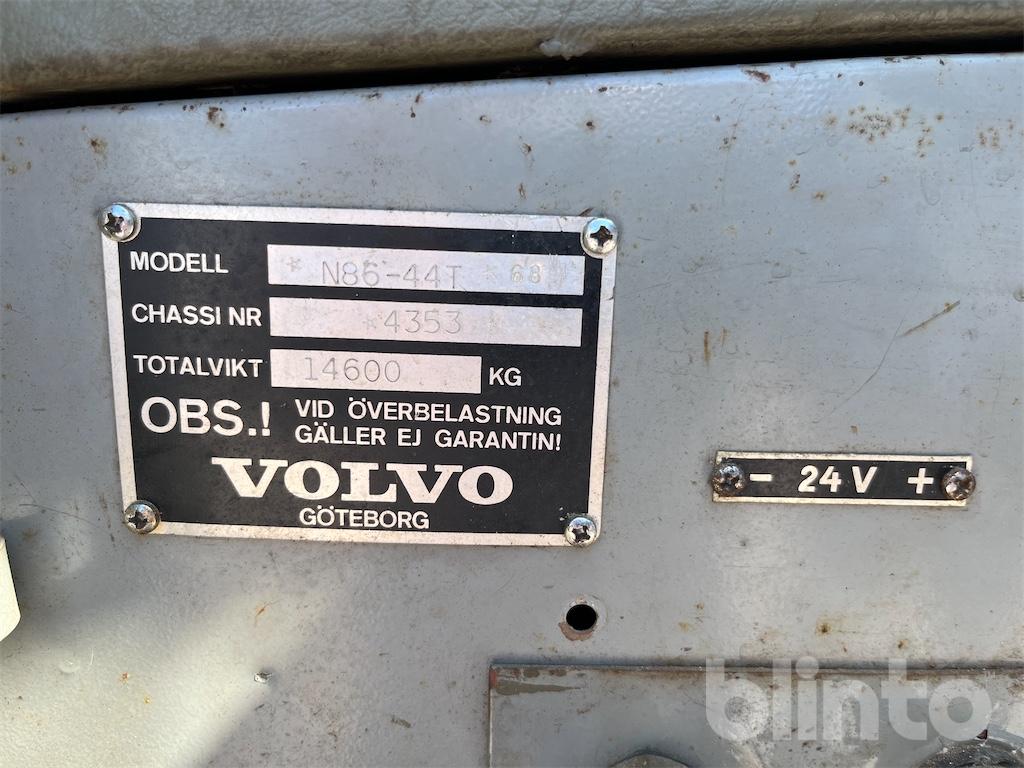 MODELL * N86-44T * 68
CHASSI NR *4353 *
TOTALVIKT 14600 KG
OBS.! VID ÖVERBELASTNING
GÄLLER EJ GARANTIN!
VOLVO
GÖTEBORG
- 24 V +
blinto